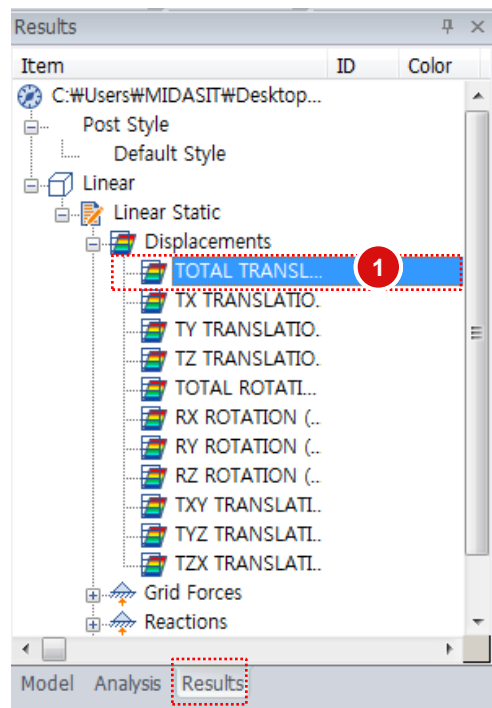 Results
Item ID Color
C:₩Users₩MIDASIT₩Desktop...
Post Style
Default Style
Linear
Linear Static
Displacements
TOTAL TRANSL... 1
TX TRANSLATIO.
TY TRANSLATIO.
TZ TRANSLATIO.
TOTAL ROTATI...
RX ROTATION (..
RY ROTATION (..
RZ ROTATION (..
TXY TRANSLATI..
TYZ TRANSLATI..
TZX TRANSLATI..
Grid Forces
Reactions
Model Analysis Results